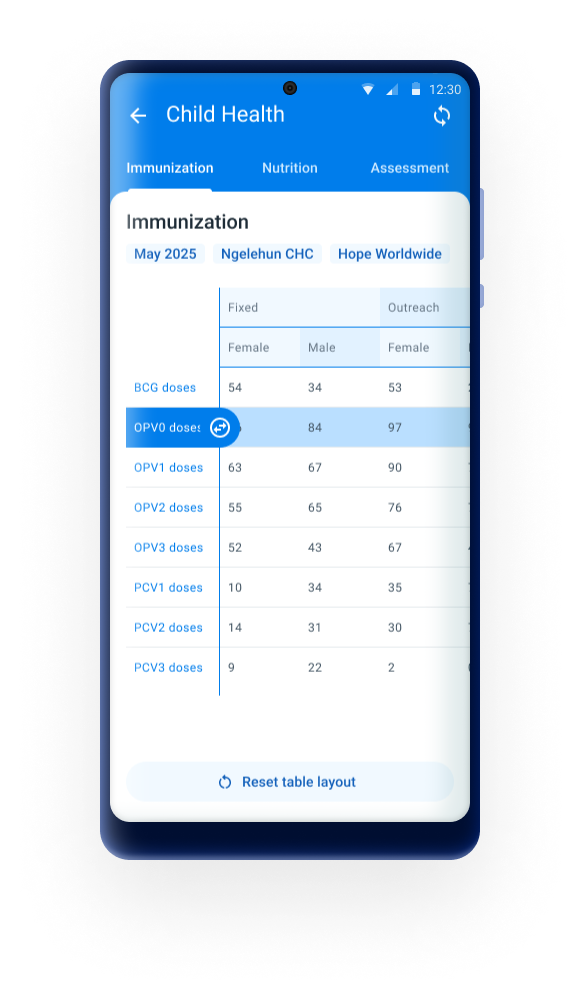 12:30
Child Health
Immunization Nutrition Assessment
Immunization
May 2025 Ngelehun CHC Hope Worldwide
Fixed Outreach
Female Male Female
BCG doses 54 34 53
OPV0 doses 84 97
OPV1 doses 63 67 90
OPV2 doses 55 65 76
OPV3 doses 52 43 67
PCV1 doses 10 34 35
PCV2 doses 14 31 30
PCV3 doses 9 22 2
Reset table layout